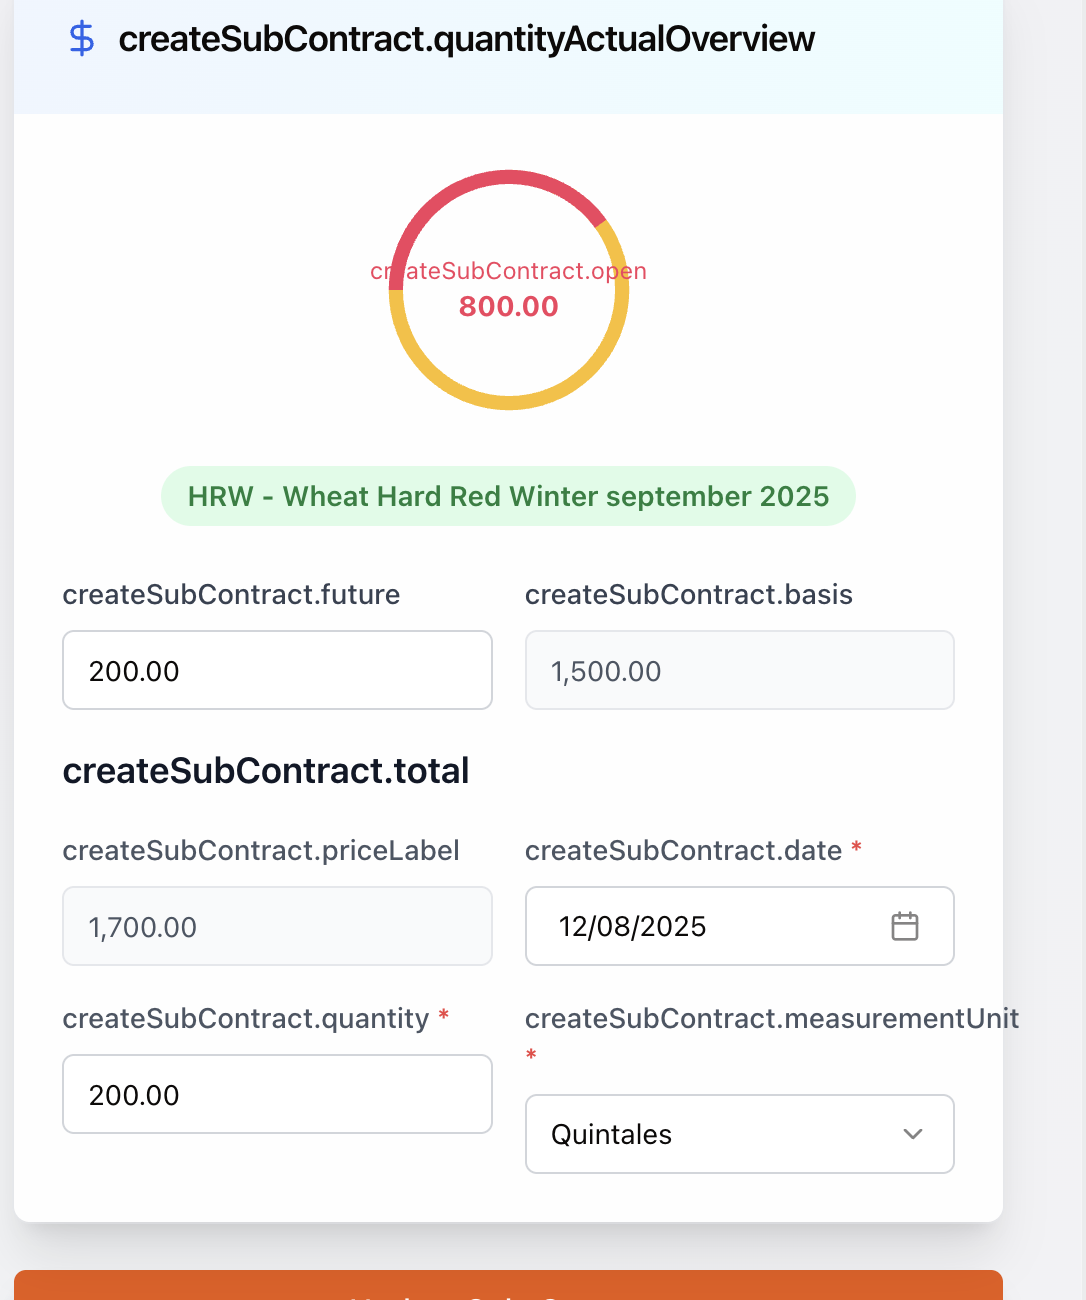 createSubContract.quantityActualOverview
createSubContract.open
800.00
HRW - Wheat Hard Red Winter september 2025
createSubContract.future
createSubContract.basis
200.00
1,500.00
createSubContract.total
createSubContract.priceLabel
createSubContract.date *
1,700.00
12/08/2025
createSubContract.quantity *
createSubContract.measurementUnit
*
200.00
Quintales